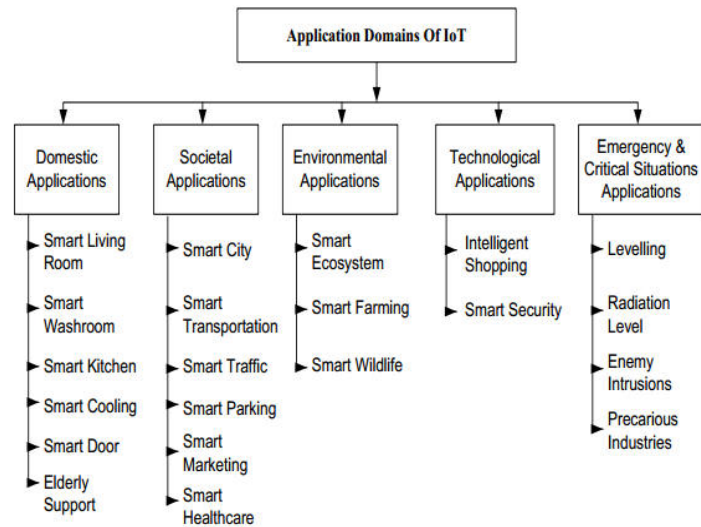 Application Domains Of IoT
Domestic
Applications
Smart Living
Room
Smart
Washroom
Smart Kitchen
Smart Cooling
Smart Door
Elderly
Support
Societal
Applications
Smart City
Smart
Transportation
Smart Traffic
Smart Parking
Smart
Marketing
Smart
Healthcare
Environmental
Applications
Smart
Ecosystem
Smart Farming
Smart Wildlife
Technological
Applications
Intelligent
Shopping
Smart Security
Emergency &
Critical Situations
Applications
Levelling
Radiation
Level
Enemy
Intrusions
Precarious
Industries